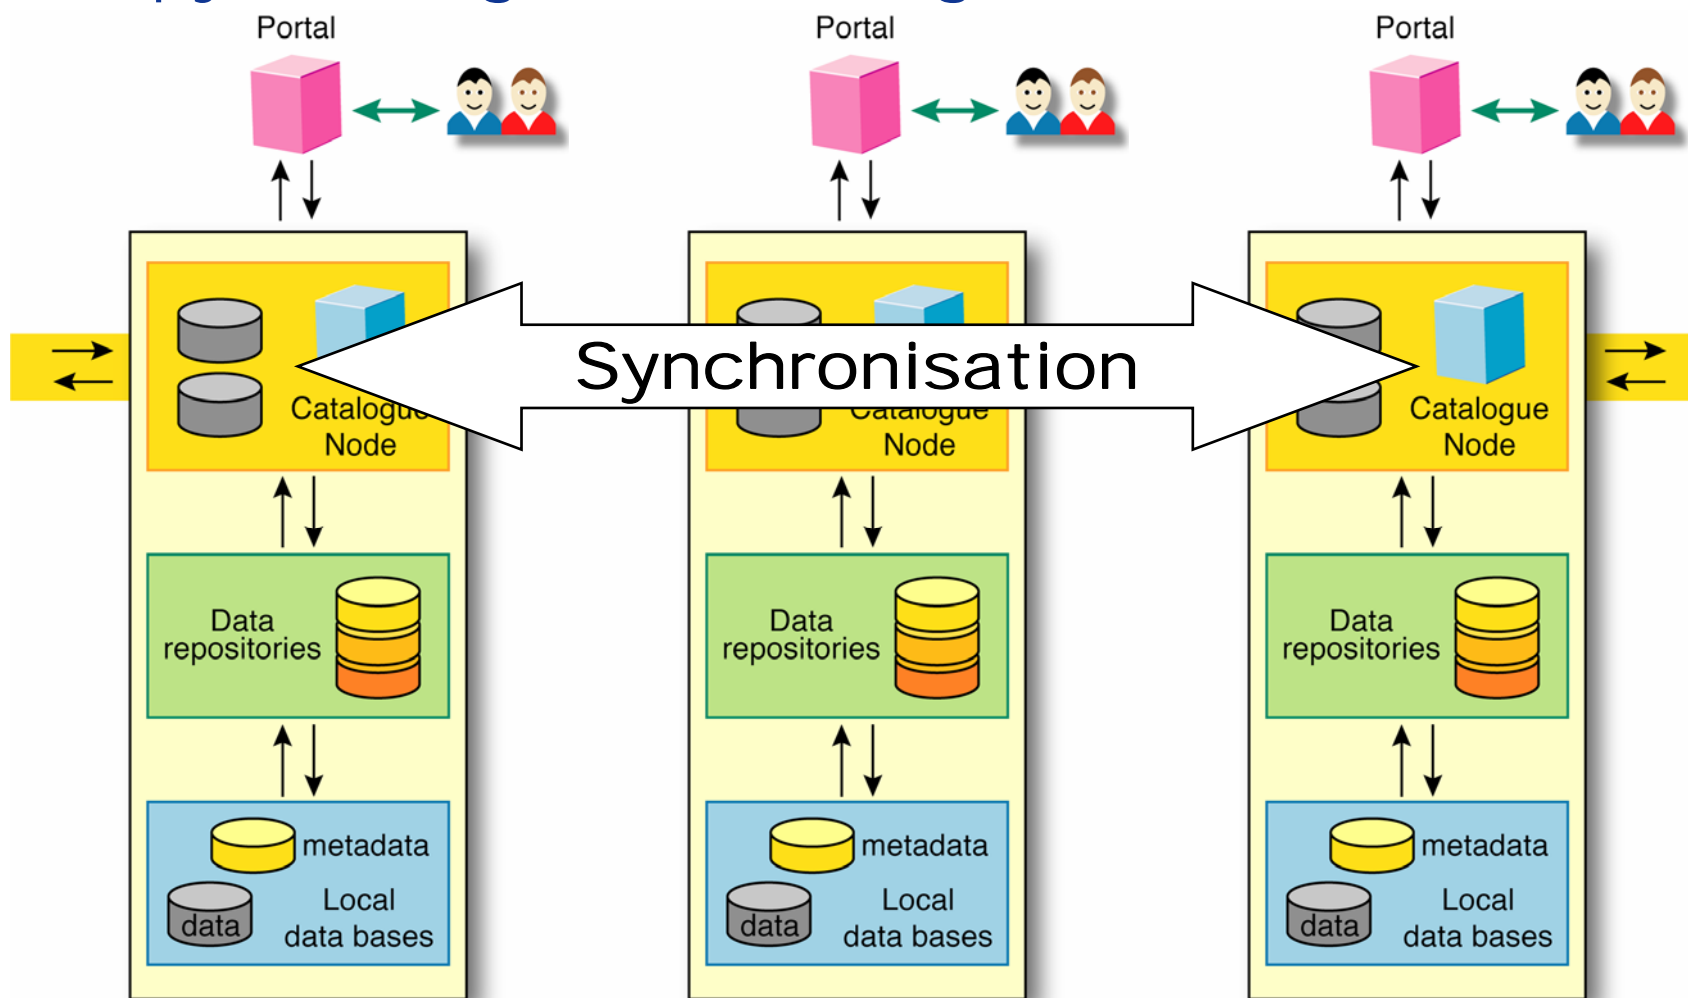 Portal
Portal
Portal
Synchronisation
Catalogue
Node
Catalogue
Node
Catalogue
Node
Data
repositories
Data
repositories
Data
repositories
metadata
data
Local
data bases
metadata
data
Local
data bases
metadata
data
Local
data bases